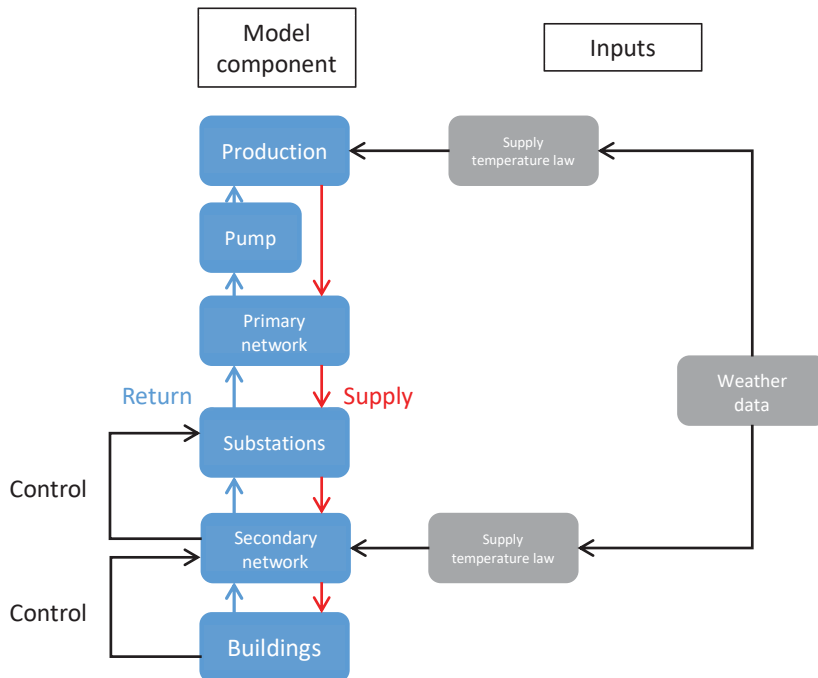 Model
component
Inputs
Production
Supply
temperature law
Pump
Primary
network
Weather
data
Return
Supply
Substations
Control
Secondary
network
Supply
temperature law
Control
Buildings